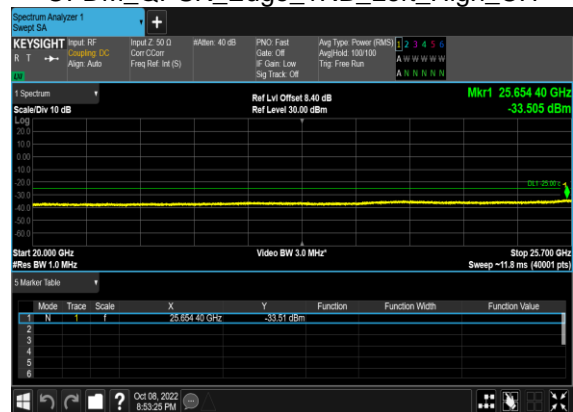 Spectrum Analyzer 1
Swept SA
+
KEYSIGHT
R T
LW
Input: RF
Coupling: DC
Align: Auto
Input Z: 50 Ω
Corr CCorr
Freq Ref: Int (S)
#Atten: 40 dB
PNO: Fast
Gate: Off
IF Gain: Low
Sig Track: Off
Avg Type: Power (RMS)
Avg|Hold: 100/100
Trig: Free Run
1 2 3 4 5 6
A W W W W W
A N N N N N
1 Spectrum
Scale/Div 10 dB
Ref Lvl Offset 8.40 dB
Ref Level 30.00 dBm
Mkr1 25.654 40 GHz
-33.505 dBm
Log
20.0
10.0
0.00
-10.0
-20.0
-30.0
-40.0
-50.0
-60.0
1
Start 20.000 GHz
#Res BW 1.0 MHz
Video BW 3.0 MHz*
Stop 25.700 GHz
Sweep ~11.8 ms (40001 pts)
5 Marker Table
Mode Trace Scale X Y Function Function Width Function Value
1 N 1 f 25.654 40 GHz -33.51 dBm
2
3
4
5
6
?
Oct 08, 2022
8:53:25 PM